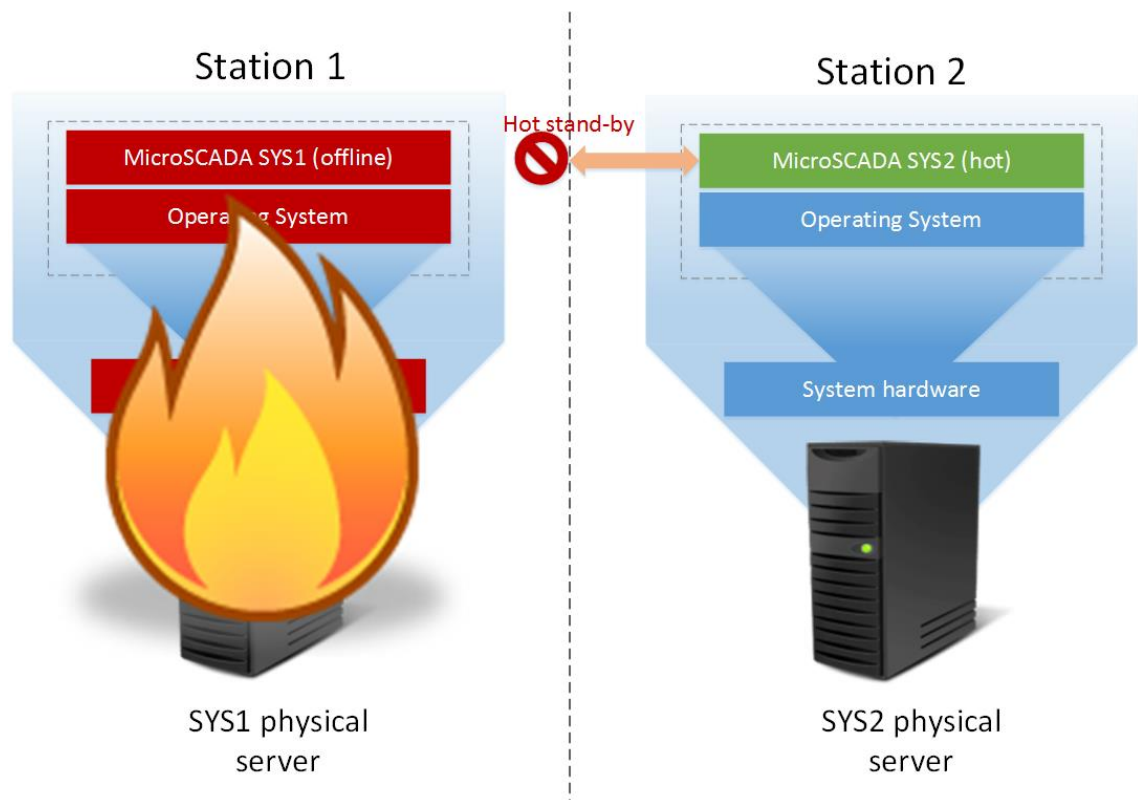 Station 1
Station 2
Hot stand-by
MicroSCADA SYS1 (offline)
MicroSCADA SYS2 (hot)
Operating System
Operating System
System hardware
SYS1 physical
server
SYS2 physical
server